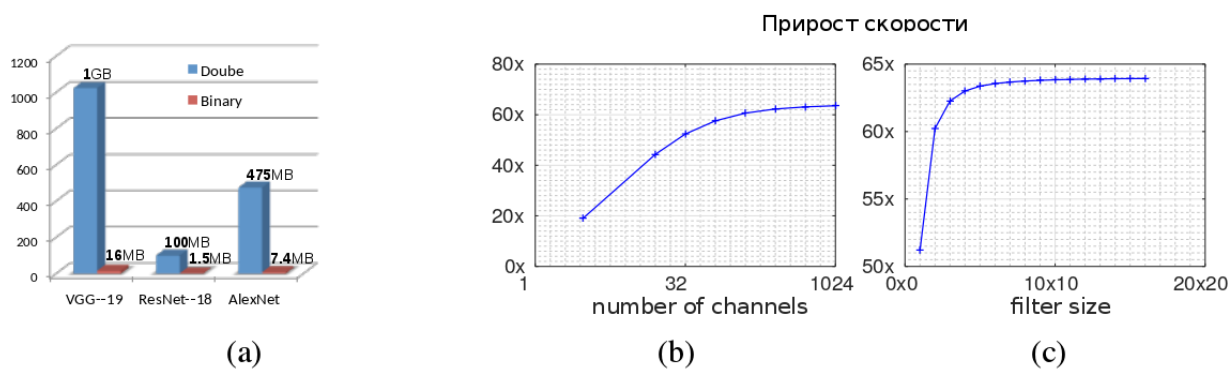 Прирост скорости
1200
1000
800
600
400
200
0
1GB
16MB
100MB
1.5MB
475MB
7.4MB
Doube
Binary
VGG--19 ResNet--18 AlexNet
(a)
80x
60x
40x
20x
0x
1 32 1024
number of channels
(b)
65x
60x
55x
50x
0x0 10x10 20x20
filter size
(c)